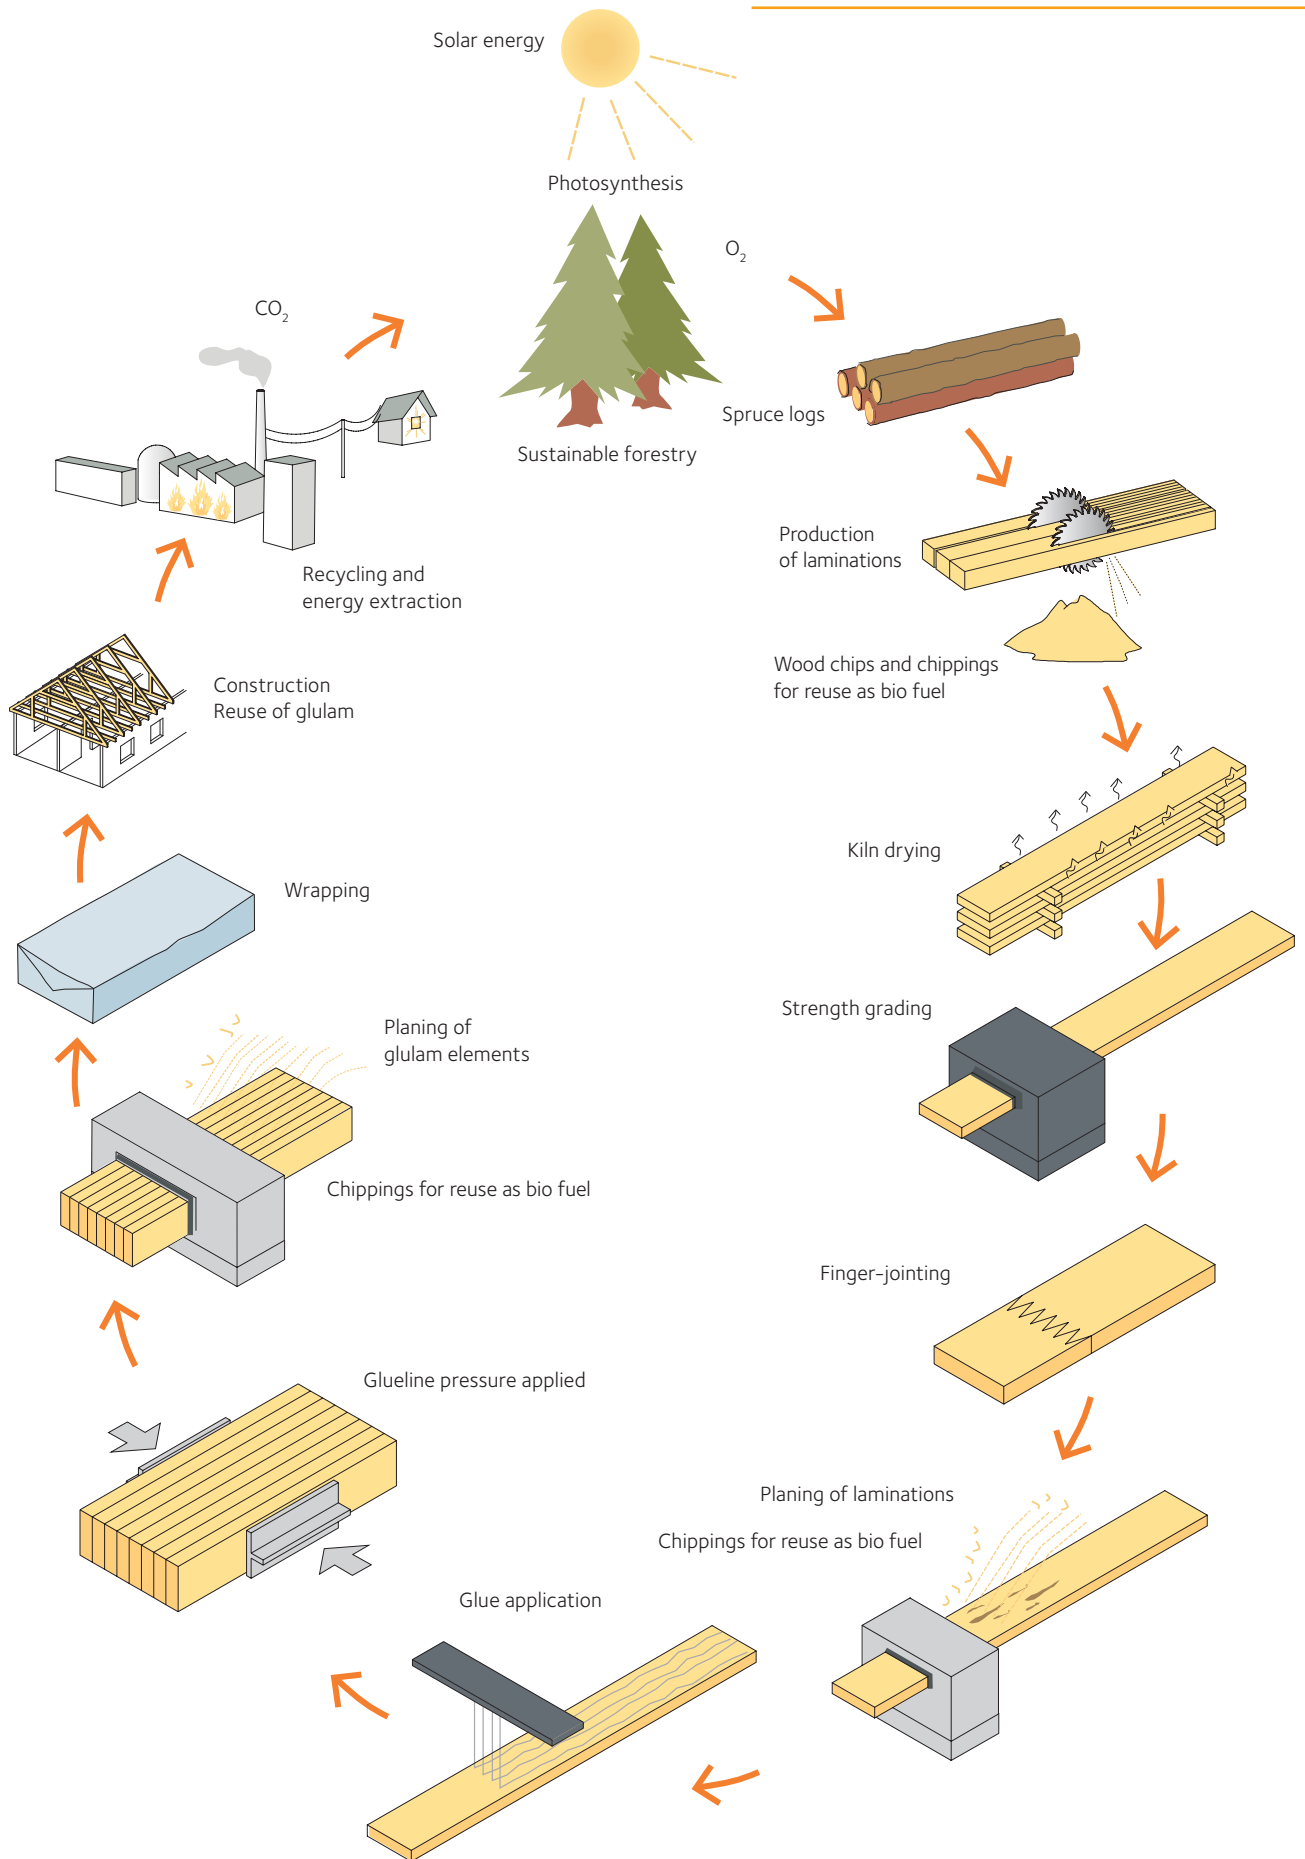 Solar energy
Photosynthesis
O₂
CO₂
Sustainable forestry
Spruce logs
Production
of laminations
Wood chips and chippings
for reuse as bio fuel
Kiln drying
Strength grading
Finger-jointing
Planing of laminations
Chippings for reuse as bio fuel
Glue application
Glueline pressure applied
Planing of
glulam elements
Chippings for reuse as bio fuel
Wrapping
Construction
Reuse of glulam
Recycling and
energy extraction